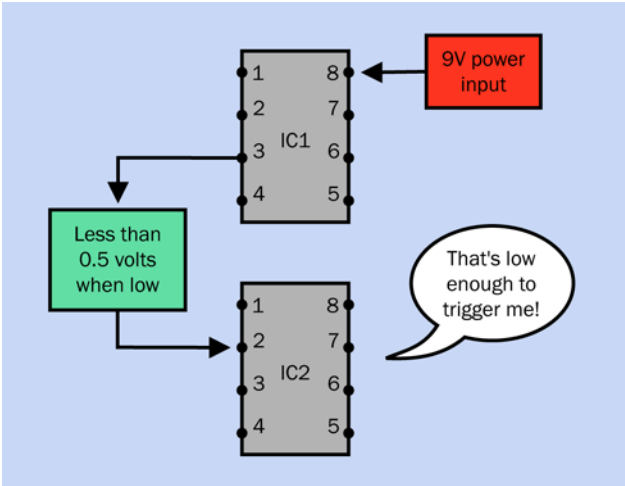 1 8
9V power
input
2 7
IC1
3 6
4 5
Less than
0.5 volts
when low
That's low
enough to
trigger me!
1 8
2 7
IC2
3 6
4 5